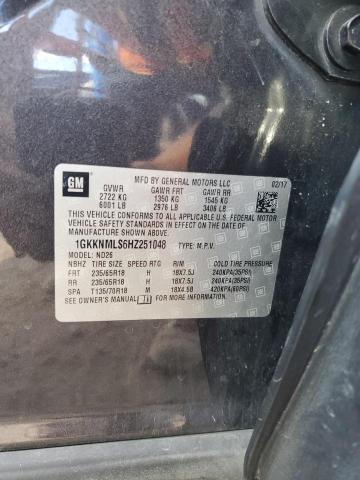 GM
MFD BY GENERAL MOTORS LLC 02/17
GVWR GAWR FRT GAWR RR
2722 KG 1350 KG 1545 KG
6001 LB 2976 LB 3406 LB
THIS VEHICLE CONFORMS TO ALL APPLICABLE U.S. FEDERAL MOTOR
VEHICLE SAFETY STANDARDS IN EFFECT ON THE DATE OF
MANUFACTURE SHOWN ABOVE.
1GKKNMLS6HZ251048 TYPE: M.P.V.
MODEL: ND26
NBHZ TIRE SIZE SPEED RTG RIM COLD TIRE PRESSURE
FRT 235/65R18 H 18X7.5J 240KPA(35PSI)
RR 235/65R18 H 18X7.5J 240KPA(35PSI)
SPA T135/70R18 M 18X4.5B 420KPA(60PSI)
SEE OWNER'S MANUAL FOR ADDITIONAL INFORMATION